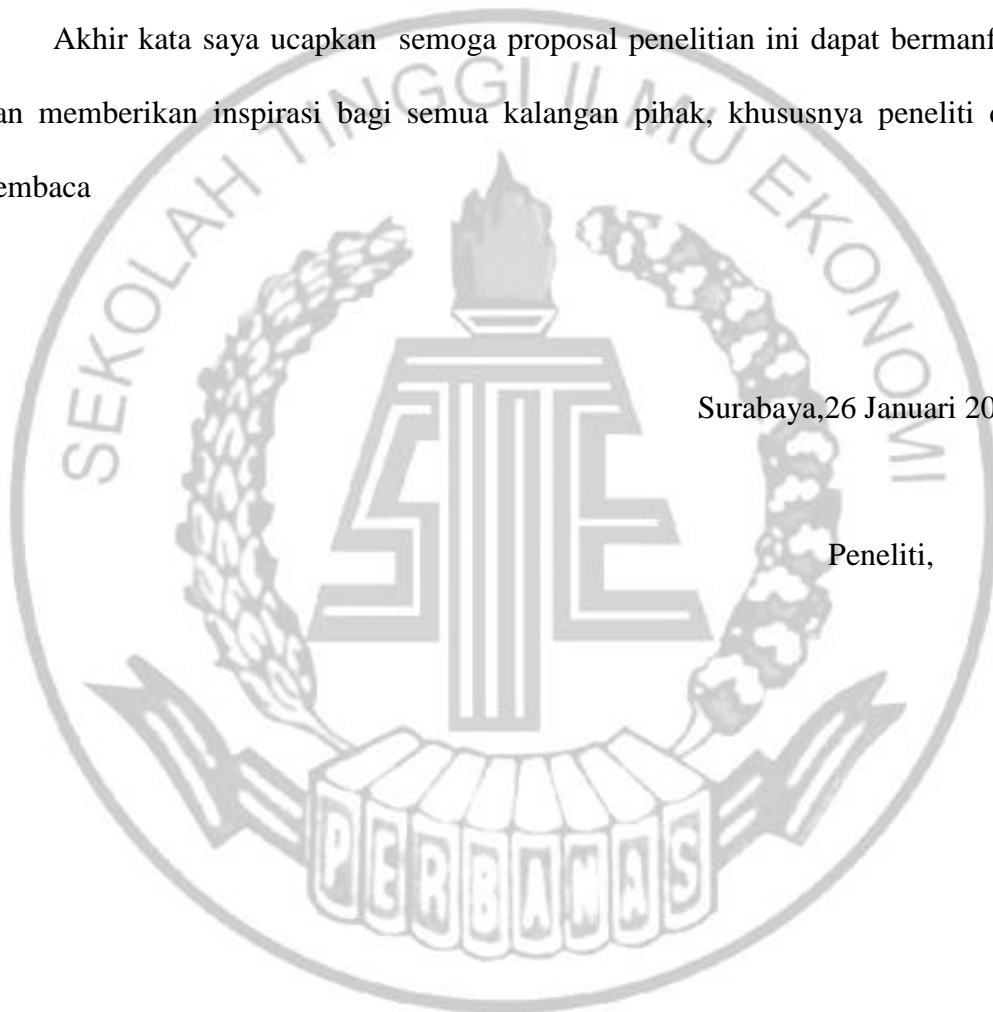 Akhir kata saya ucapkan semoga proposal penelitian ini dapat bermanf
an memberikan inspirasi bagi semua kalangan pihak, khususnya peneliti
embaca
SEKOLAH TINGGI ILMU EKONOMI
Surabaya,26 Januari 20
Peneliti,
STIE
PERBANAS